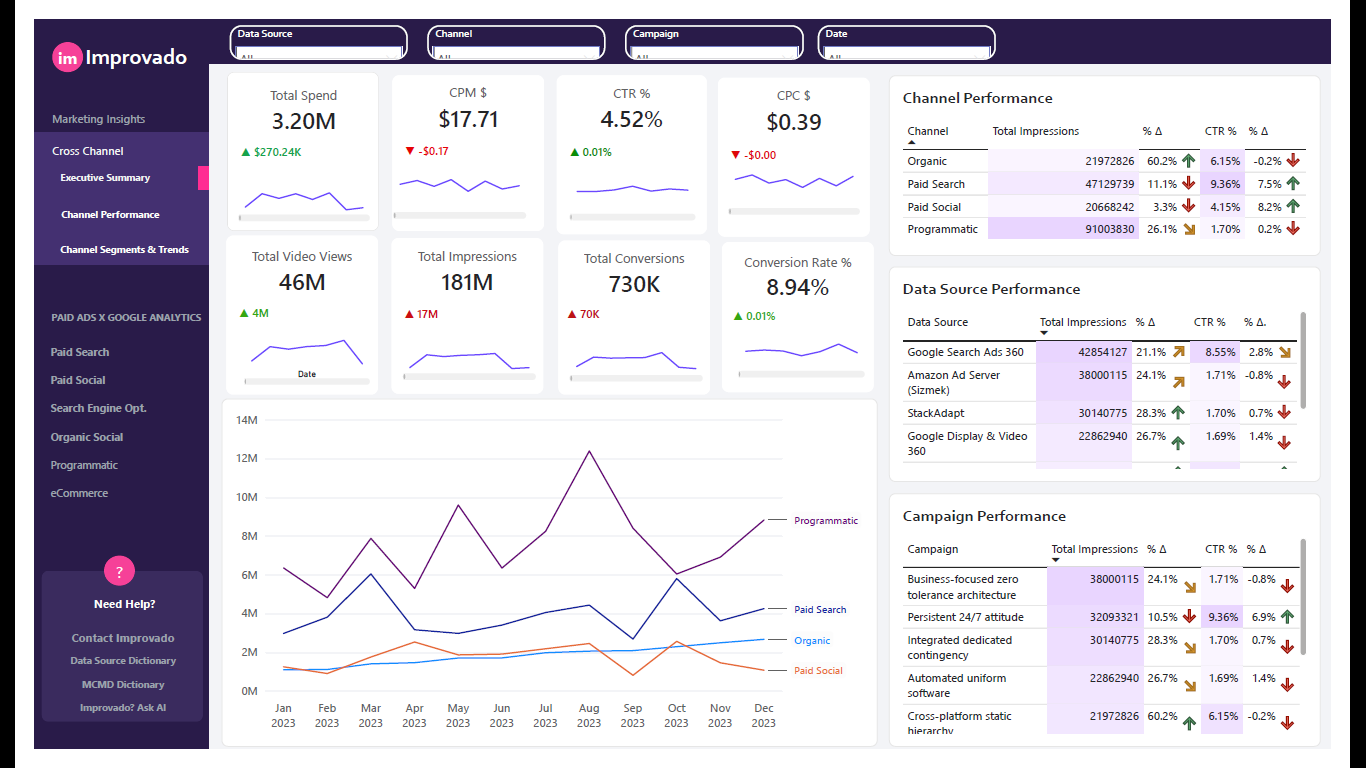 im Improvado
Data Source
Channel
Campaign
Date
Marketing Insights
Cross Channel
Executive Summary
Channel Performance
Channel Segments & Trends
PAID ADS X GOOGLE ANALYTICS
Paid Search
Paid Social
Search Engine Opt.
Organic Social
Programmatic
eCommerce
?
Need Help?
Contact Improvado
Data Source Dictionary
MCMD Dictionary
Improvado? Ask AI
Total Spend
3.20M
▲ $270.24K
CPM $
$17.71
▼ -$0.17
CTR %
4.52%
▲ 0.01%
CPC $
$0.39
▼ -$0.00
Total Video Views
46M
▲ 4M
Date
Total Impressions
181M
▲ 17M
Total Conversions
730K
▲ 70K
Conversion Rate %
8.94%
▲ 0.01%
14M
12M
10M
8M
6M
4M
2M
0M
Programmatic
Paid Search
Organic
Paid Social
Jan Feb Mar Apr May Jun Jul Aug Sep Oct Nov Dec
2023 2023 2023 2023 2023 2023 2023 2023 2023 2023 2023 2023
Channel Performance
Channel Total Impressions % Δ CTR % % Δ
Organic 21972826 60.2% 6.15% -0.2%
Paid Search 47129739 11.1% 9.36% 7.5%
Paid Social 20668242 3.3% 4.15% 8.2%
Programmatic 91003830 26.1% 1.70% 0.2%
Data Source Performance
Data Source Total Impressions % Δ CTR % % Δ.
Google Search Ads 360 42854127 21.1% 8.55% 2.8%
Amazon Ad Server 38000115 24.1% 1.71% -0.8%
(Sizmek)
StackAdapt 30140775 28.3% 1.70% 0.7%
Google Display & Video 22862940 26.7% 1.69% 1.4%
360
Campaign Performance
Campaign Total Impressions % Δ CTR % % Δ
Business-focused zero 38000115 24.1% 1.71% -0.8%
tolerance architecture
Persistent 24/7 attitude 32093321 10.5% 9.36% 6.9%
Integrated dedicated 30140775 28.3% 1.70% 0.7%
contingency
Automated uniform 22862940 26.7% 1.69% 1.4%
software
Cross-platform static 21972826 60.2% 6.15% -0.2%
hierarchy